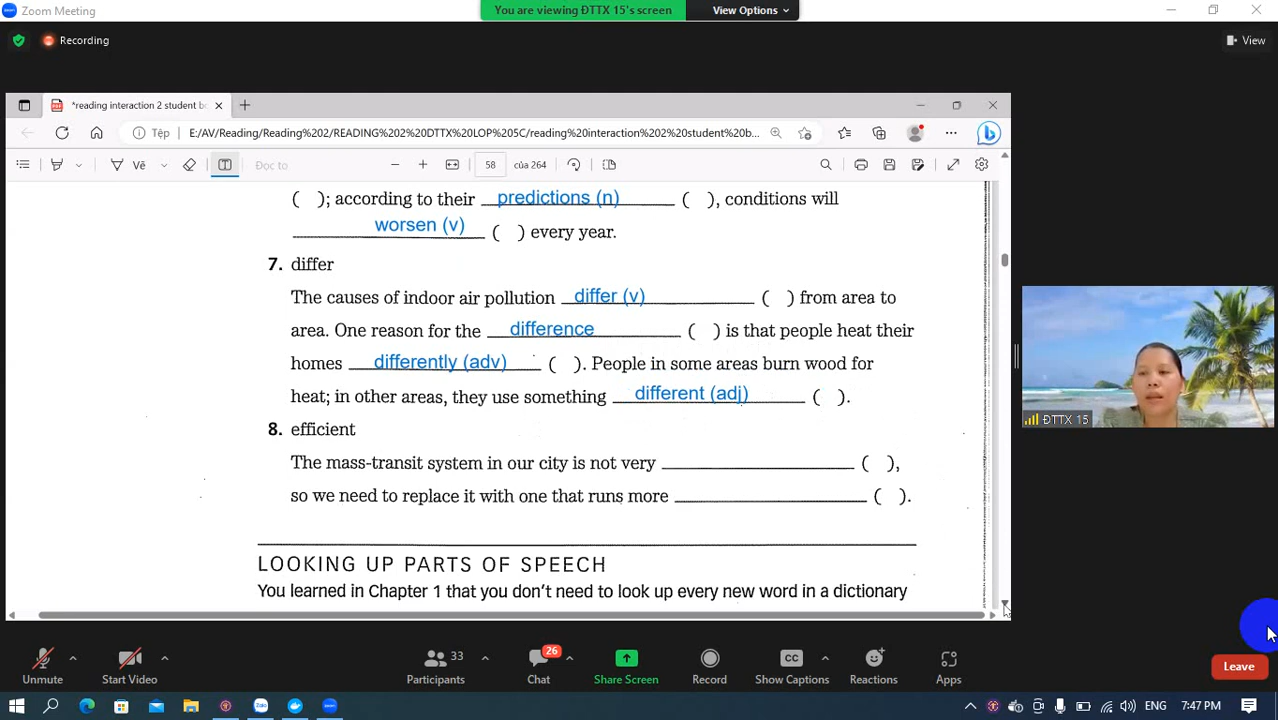 Zoom Meeting
You are viewing ĐTTX 15's screen
View Options
Recording
View
*reading interaction 2 student bo
Tệp
E:/AV/Reading/Reading%202/READING%202%20DTTX%20LOP%205C/reading%20interaction%202%20student%20b...
Vẽ
Đọc to
58
của 264
( ); according to their predictions (n) ( ), conditions will
worsen (v) ( ) every year.
7. differ
The causes of indoor air pollution differ (v) ( ) from area to
area. One reason for the difference ( ) is that people heat their
homes differently (adv) ( ). People in some areas burn wood for
heat; in other areas, they use something different (adj) ( ).
8. efficient
The mass-transit system in our city is not very ( ),
so we need to replace it with one that runs more ( ).
LOOKING UP PARTS OF SPEECH
You learned in Chapter 1 that you don't need to look up every new word in a dictionary
ĐTTX 15
Unmute
Start Video
33
Participants
26
Chat
Share Screen
Record
CC
Show Captions
Reactions
Apps
Leave
ENG
7:47 PM